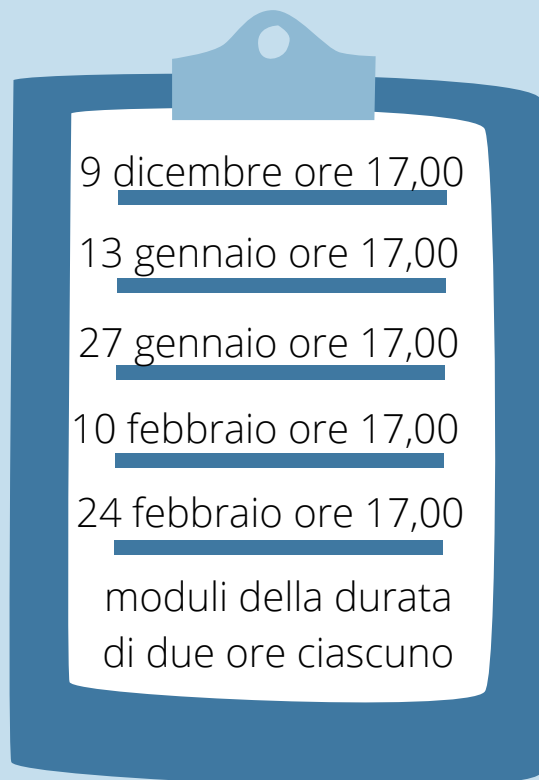 9 dicembre ore 17,00
13 gennaio ore 17,00
27 gennaio ore 17,00
10 febbraio ore 17,00
24 febbraio ore 17,00
moduli della durata
di due ore ciascuno